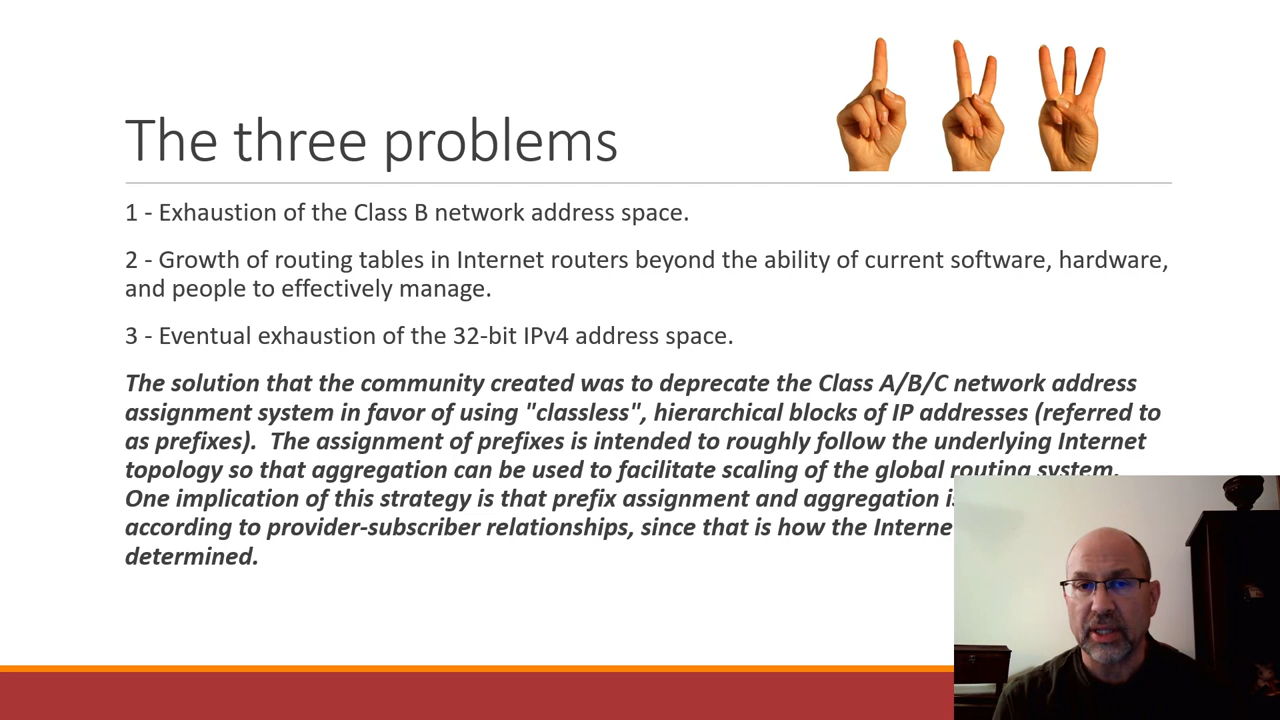 The three problems
1 - Exhaustion of the Class B network address space.
2 - Growth of routing tables in Internet routers beyond the ability of current software, hardware,
and people to effectively manage.
3 - Eventual exhaustion of the 32-bit IPv4 address space.
The solution that the community created was to deprecate the Class A/B/C network address
assignment system in favor of using "classless", hierarchical blocks of IP addresses (referred to
as prefixes).  The assignment of prefixes is intended to roughly follow the underlying Internet
topology so that aggregation can be used to facilitate scaling of the global routing system.
One implication of this strategy is that prefix assignment and aggregation
according to provider-subscriber relationships, since that is how the
determined.